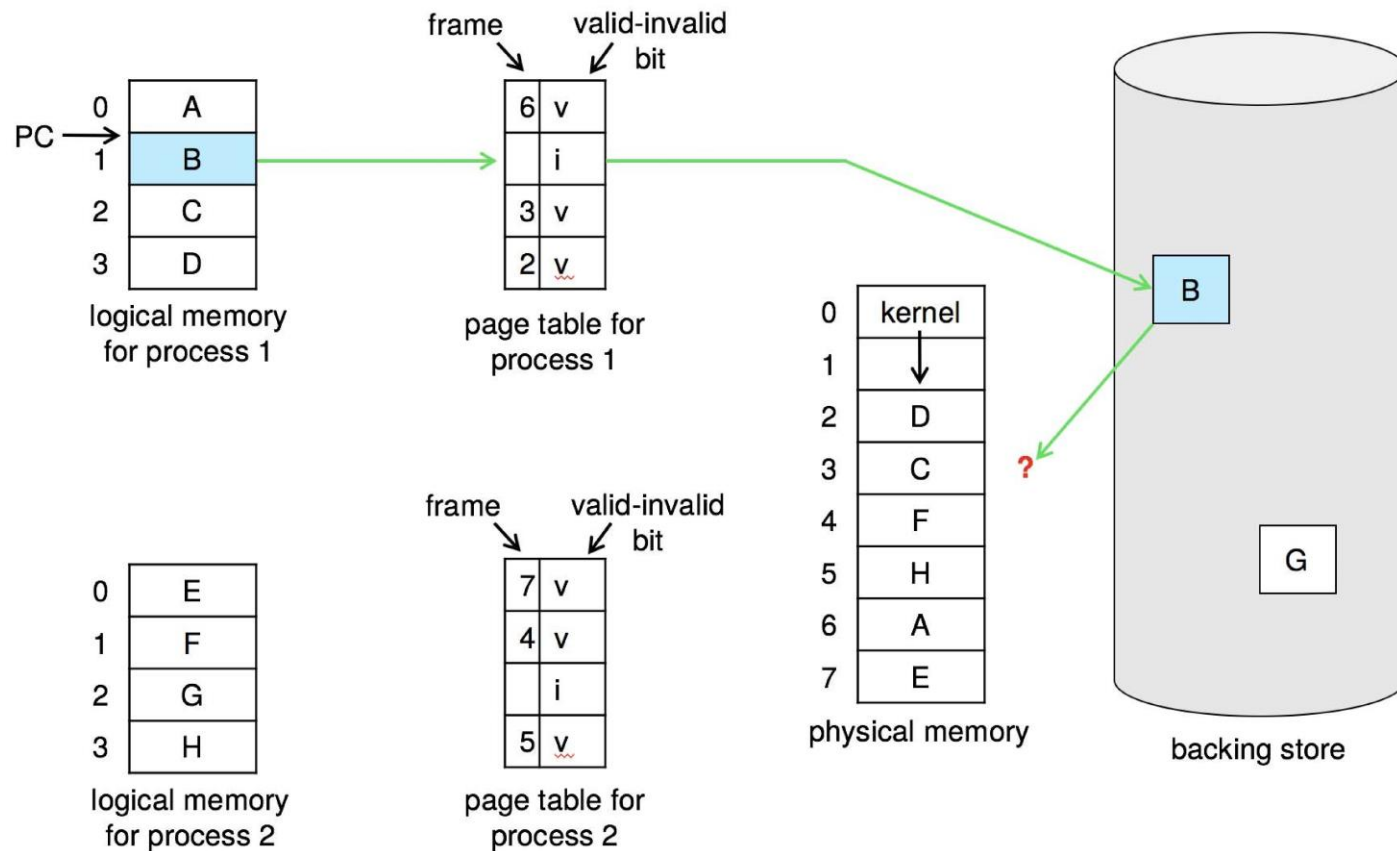 frame
valid-invalid
bit
0 A
6 v
PC
1 B
i
2 C
3 v
3 D
2 v
logical memory
for process 1
page table for
process 1
0 kernel
1
2 D
3 C
4 F
5 H
6 A
7 E
physical memory
?
B
G
backing store
frame
valid-invalid
bit
0 E
1 F
2 G
3 H
logical memory
for process 2
7 v
4 v
i
5 v
page table for
process 2